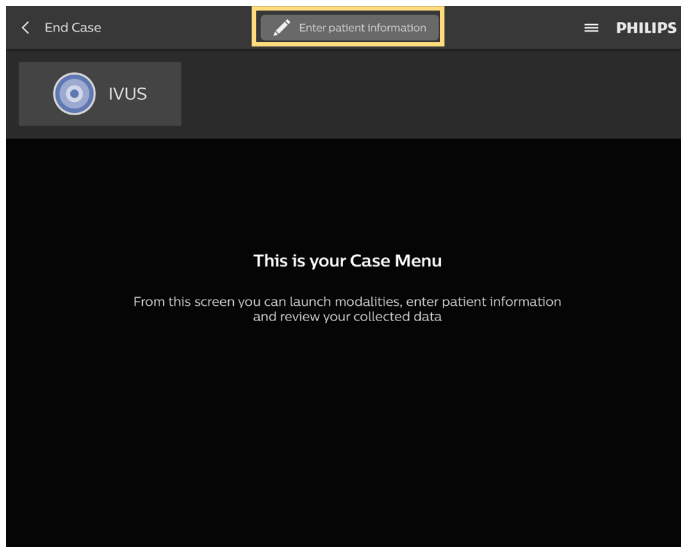 End Case
Enter patient information
PHILIPS
IVUS
This is your Case Menu
From this screen you can launch modalities, enter patient information
and review your collected data